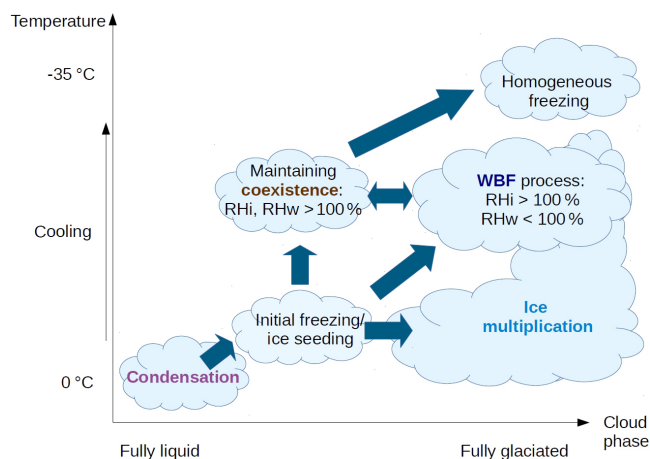 Temperature
-35 °C
Homogeneous
freezing
Maintaining
coexistence:
RHi, RHw > 100 %
WBF process:
RHi > 100 %
RHw < 100 %
Cooling
Initial freezing/
ice seeding
Ice
multiplication
Condensation
0 °C
Cloud
phase
Fully liquid
Fully glaciated